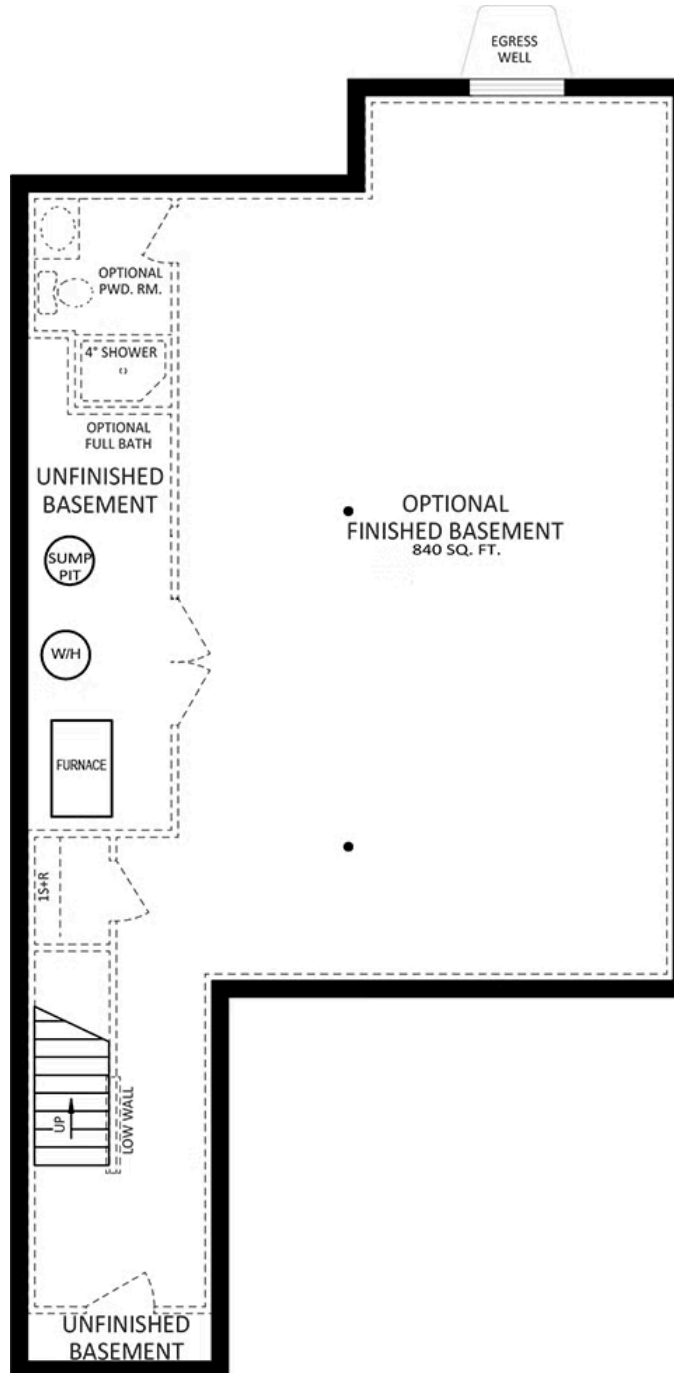 EGRESS
WELL
OPTIONAL
PWD. RM.
4° SHOWER
OPTIONAL
FULL BATH
UNFINISHED
BASEMENT
OPTIONAL
FINISHED BASEMENT
840 SQ. FT.
SUMP
PIT
W/H
FURNACE
1S+R
LOW WALL
UP
UNFINISHED
BASEMENT